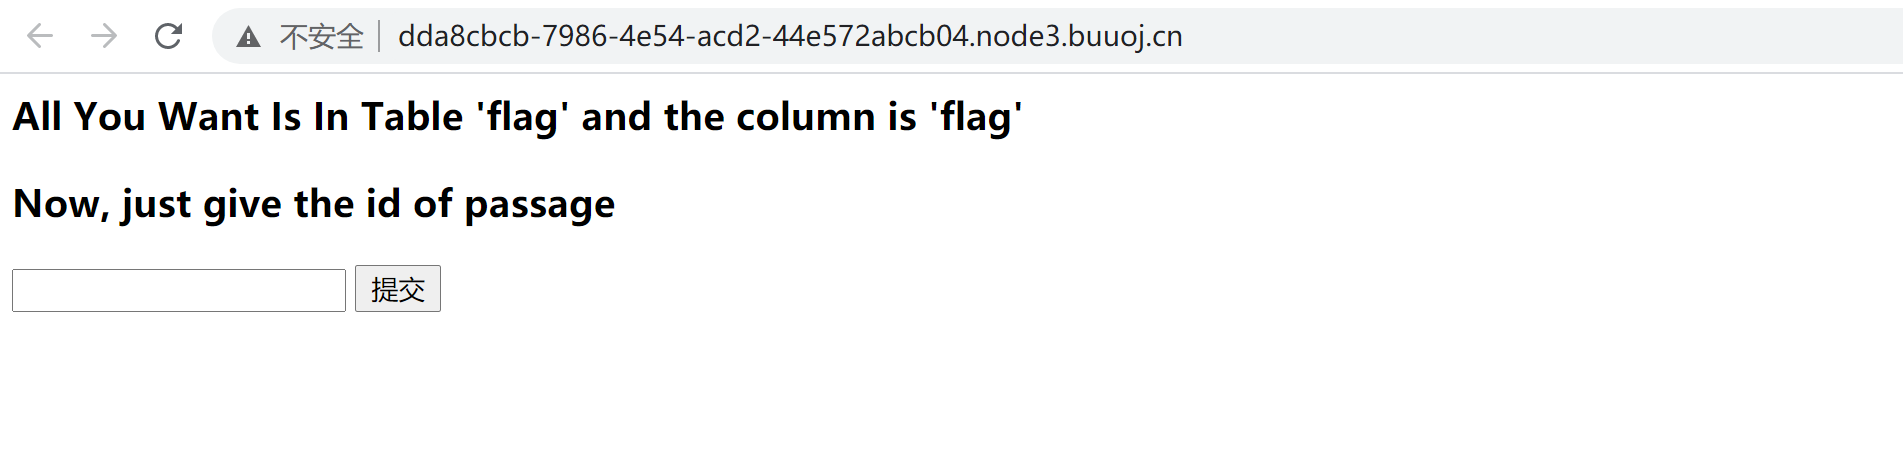 不安全 dda8cbcb-7986-4e54-acd2-44e572abcb04.node3.buuoj.cn
All You Want Is In Table 'flag' and the column is 'flag'
Now, just give the id of passage
提交